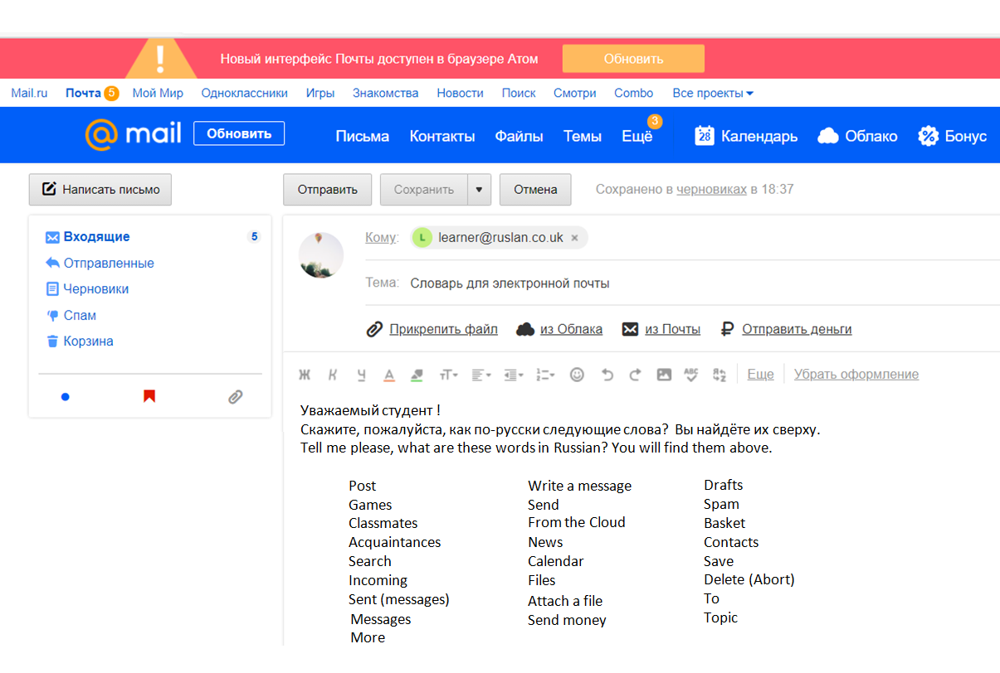 Новый интерфейс Почты доступен в браузере Атом Обновить
Mail.ru Почта 5 Мой Мир Одноклассники Игры Знакомства Новости Поиск Смотри Combo Все проекты
@mail Обновить Письма Контакты Файлы Темы Ещё 3 28 Календарь Облако % Бонус
Написать письмо Отправить Сохранить Отмена Сохранено в черновиках в 18:37
Входящие 5
Отправленные
Черновики
Спам
Корзина
Кому: L learner@ruslan.co.uk ×
Тема: Словарь для электронной почты
Прикрепить файл из Облака из Почты ₽ Отправить деньги
Ж К Ч A тТ ABC Еще Убрать оформление
Уважаемый студент !
Скажите, пожалуйста, как по-русски следующие слова? Вы найдёте их сверху.
Tell me please, what are these words in Russian? You will find them above.
Post
Games
Classmates
Acquaintances
Search
Incoming
Sent (messages)
Messages
More
Write a message
Send
From the Cloud
News
Calendar
Files
Attach a file
Send money
Drafts
Spam
Basket
Contacts
Save
Delete (Abort)
To
Topic